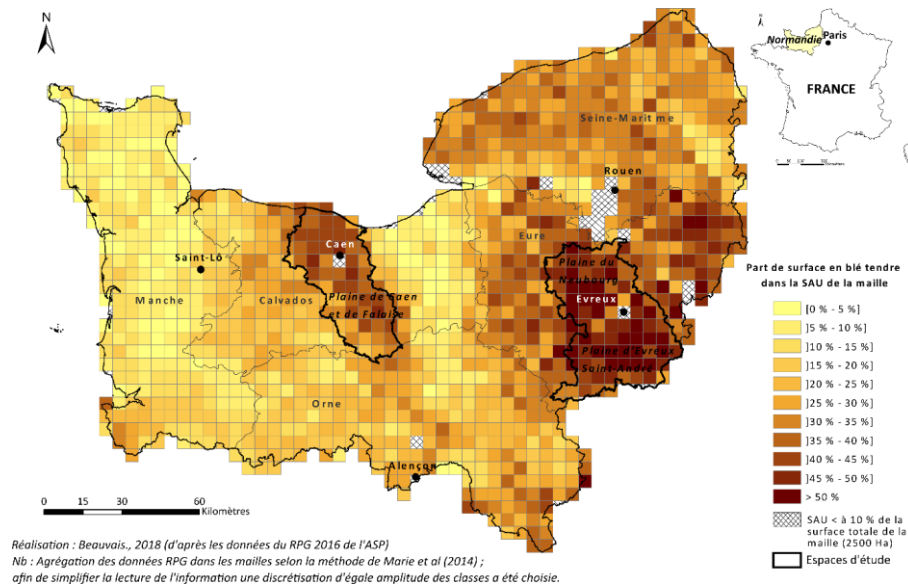 N
N
Normandie
Paris
FRANCE
Seine-Maritime
Rouen
Eure
Caen
Saint-Lô
Plaine du
Neubourg
Part de surface en blé tendre
dans la SAU de la maille
Manche
Calvados
Plaine de Caen
et de Falaise
Evreux
[0 % - 5 %]
]5 % - 10 %]
]10 % - 15 %]
]15 % - 20 %]
]20 % - 25 %]
]25 % - 30 %]
]30 % - 35 %]
]35 % - 40 %]
]40 % - 45 %]
]45 % - 50 %]
> 50 %
Plaine d'Evreux
Saint-André
Orne
Alençon
SAU < à 10 % de la
surface totale de la
maille (2500 Ha)
Espaces d'étude
0 15 30 60
Kilomètres
Réalisation : Beauvais., 2018 (d'après les données du RPG 2016 de l'ASP)
Nb : Agrégation des données RPG dans les mailles selon la méthode de Marie et al (2014) ;
afin de simplifier la lecture de l'information une discrétisation d'égale amplitude des classes a été choisie.